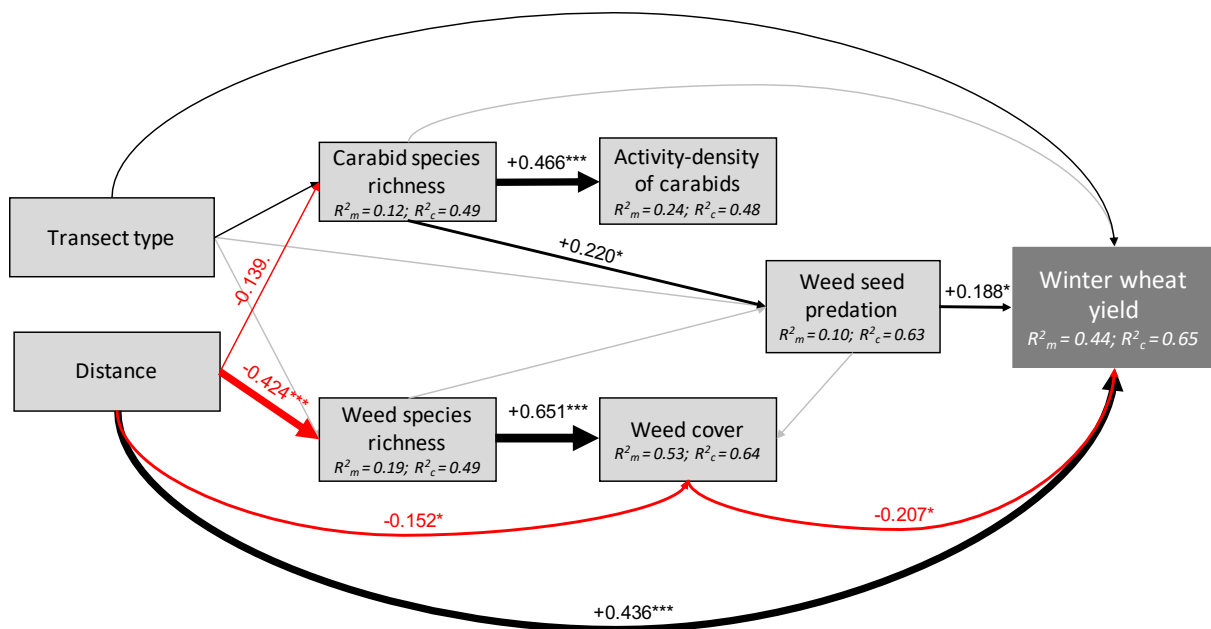 Carabid species
richness
R²m = 0.12; R²c = 0.49
+0.466***
Activity-density
of carabids
R²m = 0.24; R²c = 0.48
Transect type
-0.139.
+0.220*
Weed seed
predation
R²m = 0.10; R²c = 0.63
+0.188*
Winter wheat
yield
R²m = 0.44; R²c = 0.65
Distance
-0.424***
Weed species
richness
R²m = 0.19; R²c = 0.49
+0.651***
Weed cover
R²m = 0.53; R²c = 0.64
-0.152*
-0.207*
+0.436***